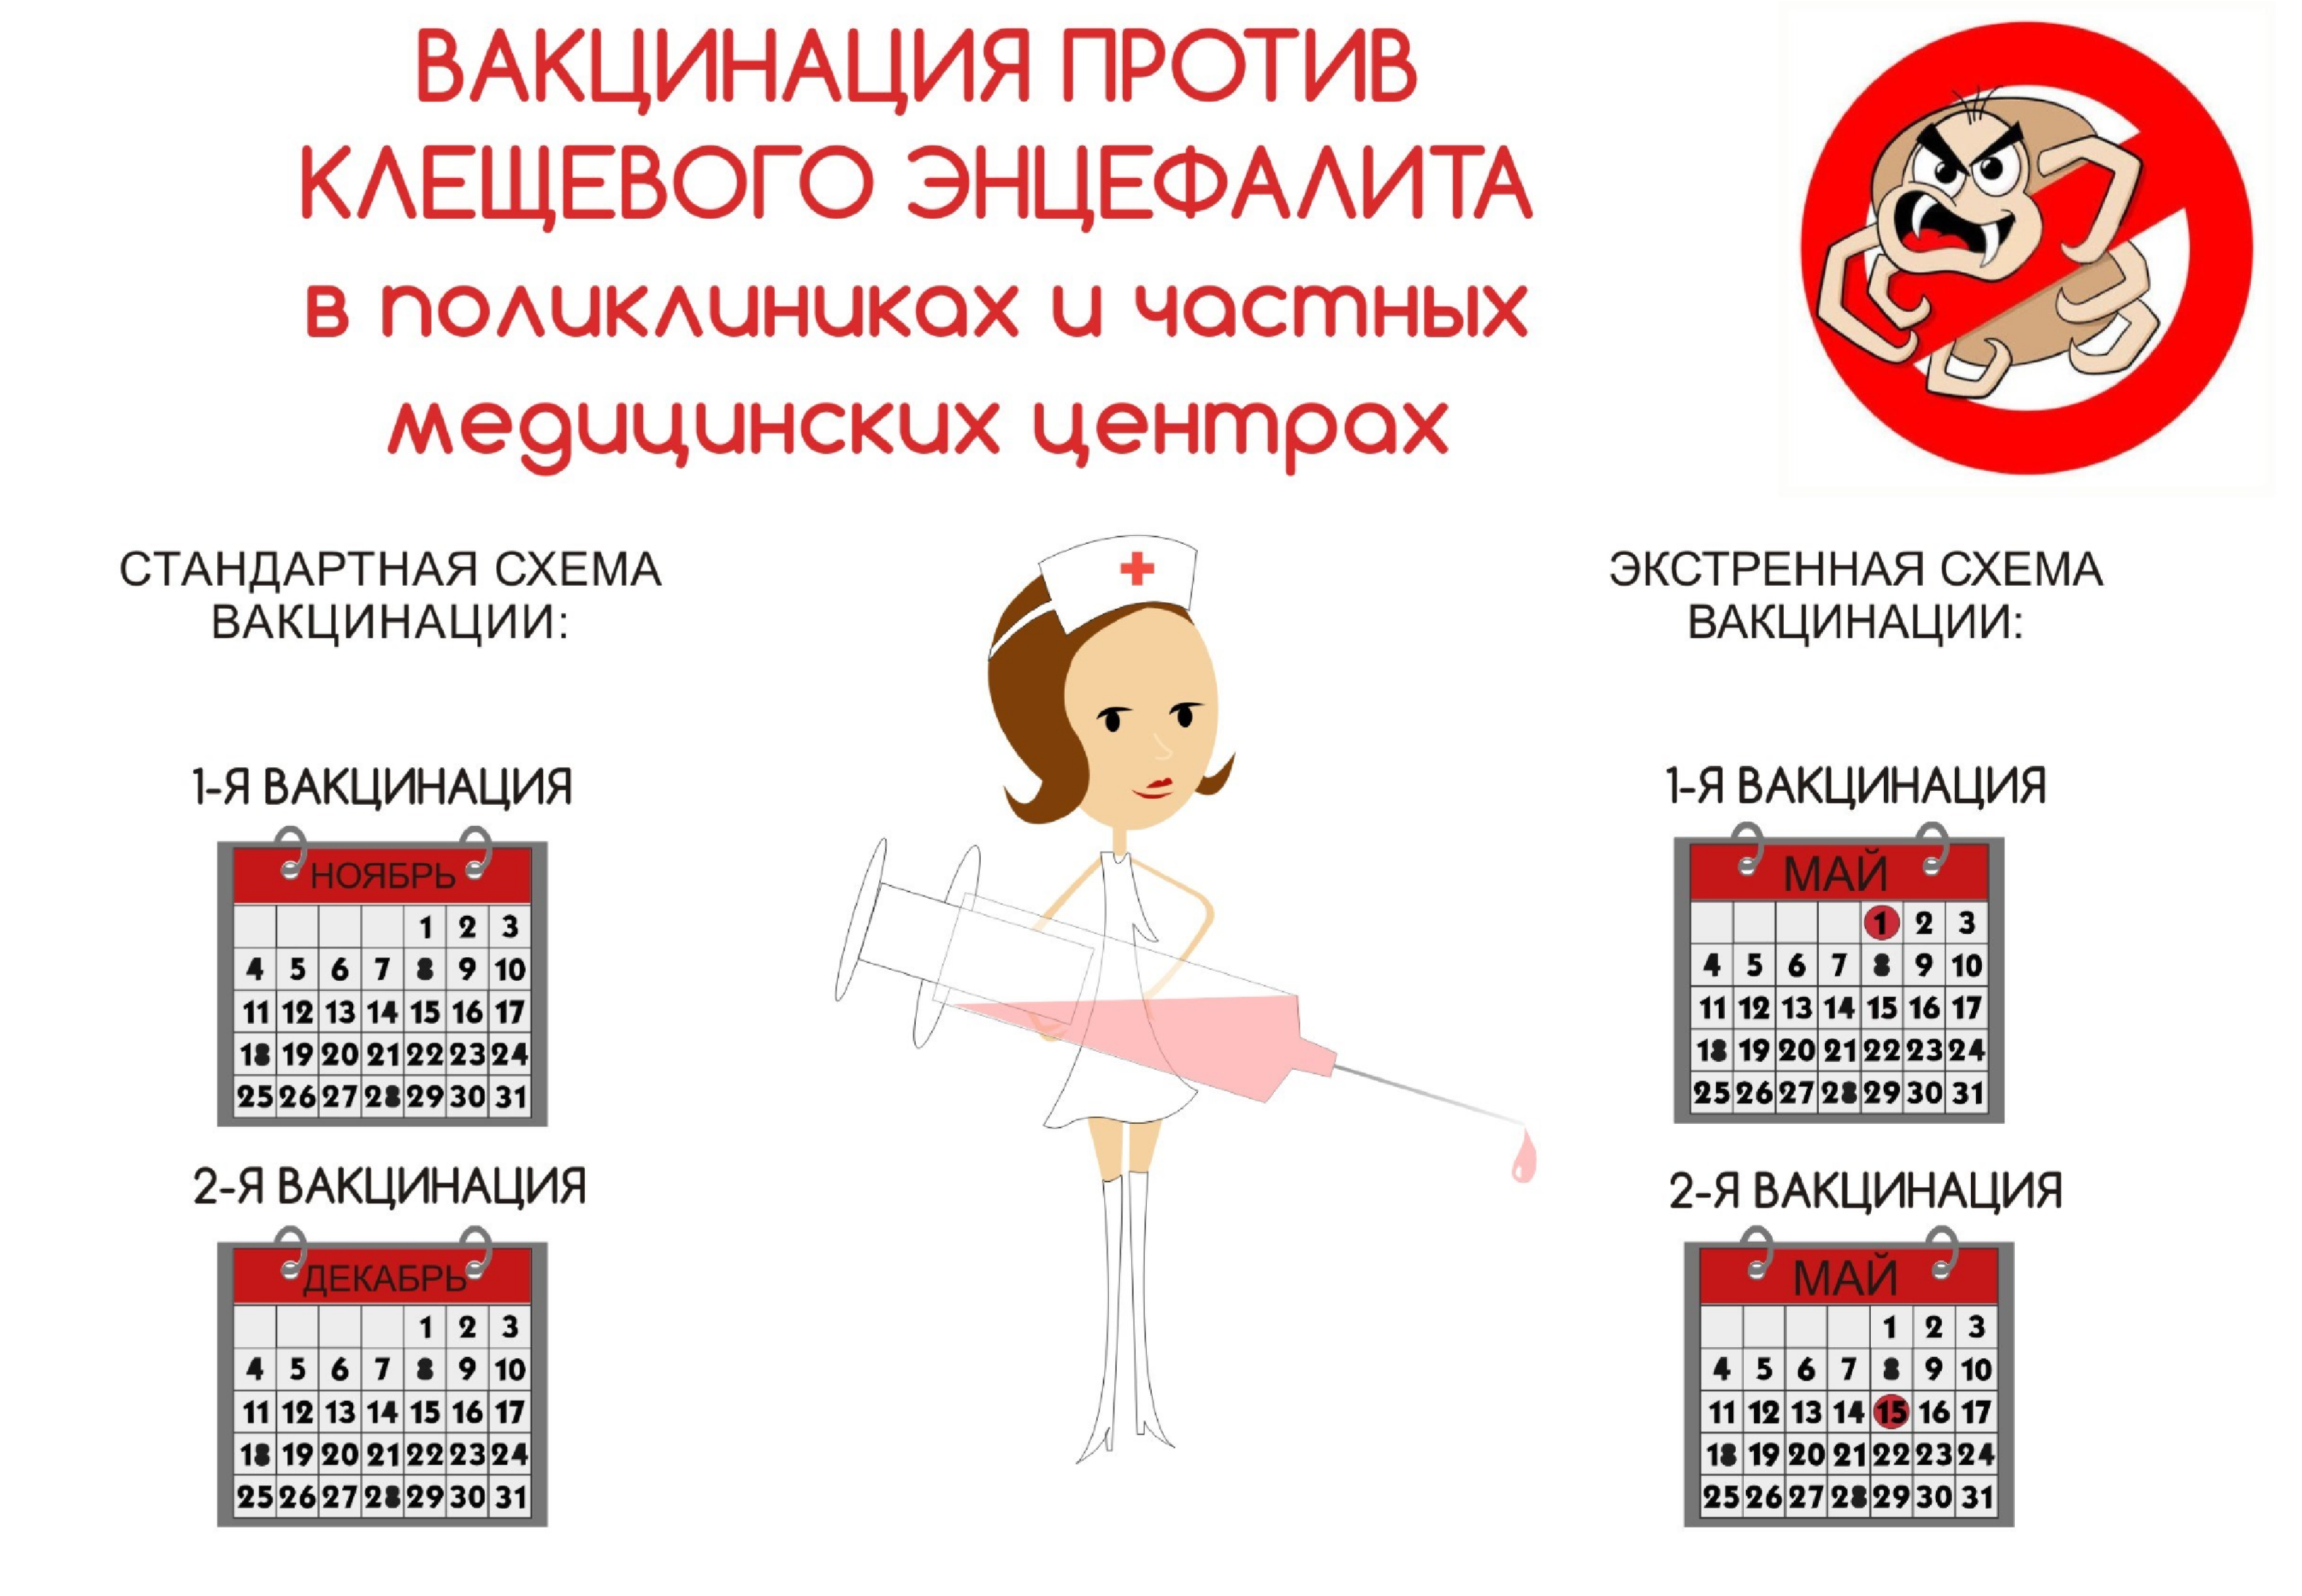 ВАКЦИНАЦИЯ ПРОТИВ
КЛЕЩЕВОГО ЭНЦЕФАЛИТА
в поликлиниках и частных
медицинских центрах
СТАНДАРТНАЯ СХЕМА
ВАКЦИНАЦИИ:
1-Я ВАКЦИНАЦИЯ
НОЯБРЬ
1 2 3
4 5 6 7 8 9 10
11 12 13 14 15 16 17
18 19 20 21 22 23 24
25 26 27 28 29 30 31
2-Я ВАКЦИНАЦИЯ
ДЕКАБРЬ
1 2 3
4 5 6 7 8 9 10
11 12 13 14 15 16 17
18 19 20 21 22 23 24
25 26 27 28 29 30 31
ЭКСТРЕННАЯ СХЕМА
ВАКЦИНАЦИИ:
1-Я ВАКЦИНАЦИЯ
МАЙ
1 2 3
4 5 6 7 8 9 10
11 12 13 14 15 16 17
18 19 20 21 22 23 24
25 26 27 28 29 30 31
2-Я ВАКЦИНАЦИЯ
МАЙ
1 2 3
4 5 6 7 8 9 10
11 12 13 14 15 16 17
18 19 20 21 22 23 24
25 26 27 28 29 30 31